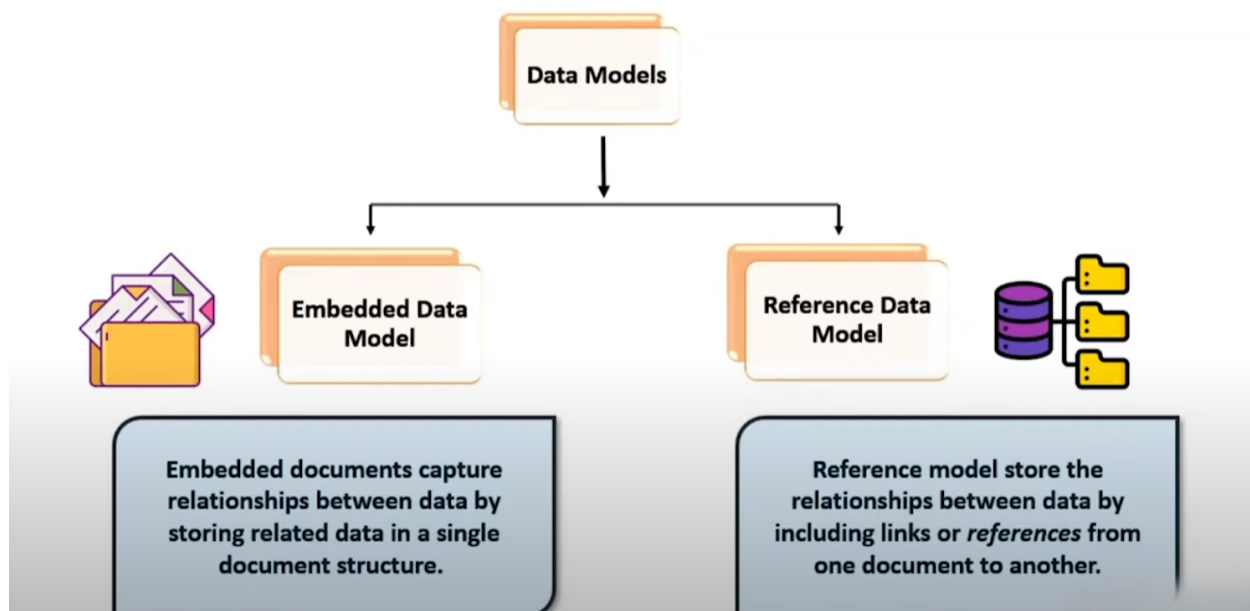 Data Models
Embedded Data
Model
Reference Data
Model
Embedded documents capture
relationships between data by
storing related data in a single
document structure.
Reference model store the
relationships between data by
including links or references from
one document to another.